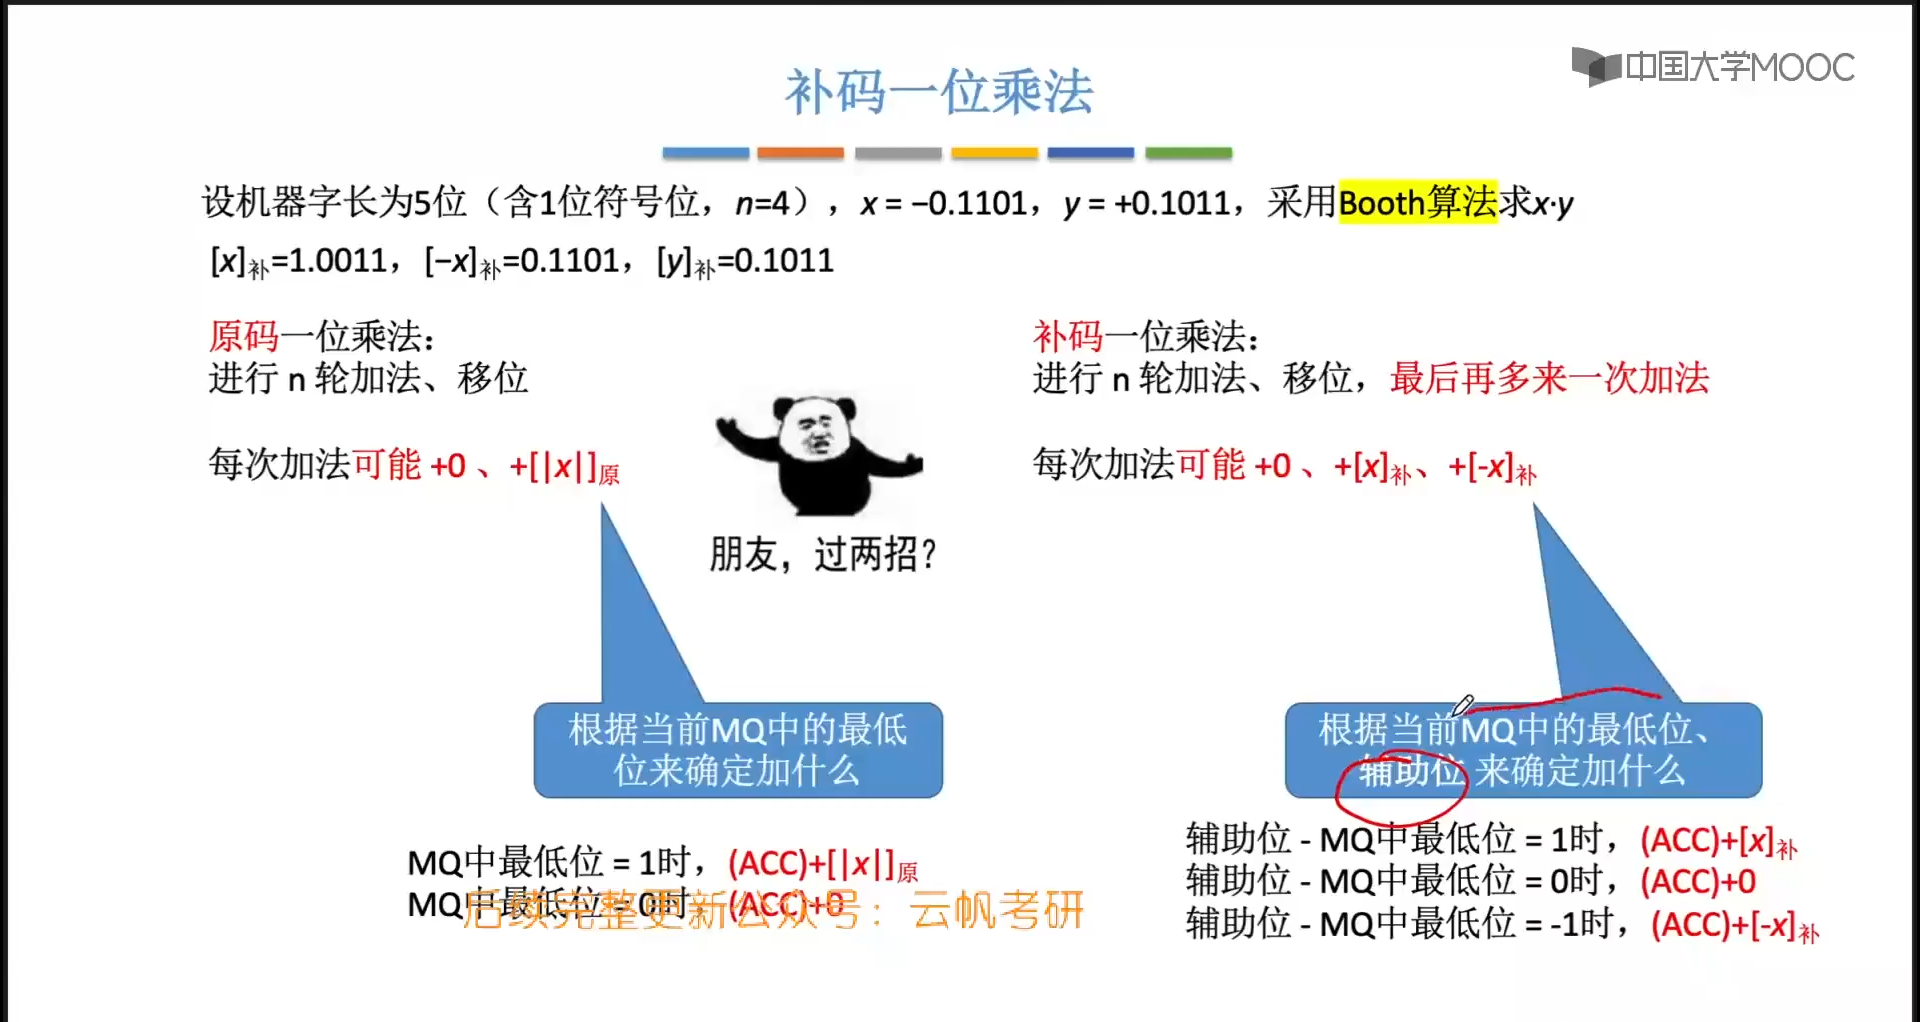 中国大学MOOC
补码一位乘法
设机器字长为5位（含1位符号位，n=4），x = −0.1101，y = +0.1011，采用Booth算法求x·y
[x]补=1.0011，[−x]补=0.1101，[y]补=0.1011
原码一位乘法：
进行 n 轮加法、移位
每次加法可能 +0 、+[|x|]原
朋友，过两招？
根据当前MQ中的最低
位来确定加什么
MQ中最低位 = 1时，(ACC)+[|x|]原
MQ中最低位 = 0时，(ACC)+0
后续完整更新公众号：云帆考研
补码一位乘法：
进行 n 轮加法、移位，最后再多来一次加法
每次加法可能 +0 、+[x]补、+[-x]补
根据当前MQ中的最低位、
辅助位 来确定加什么
辅助位 - MQ中最低位 = 1时，(ACC)+[x]补
辅助位 - MQ中最低位 = 0时，(ACC)+0
辅助位 - MQ中最低位 = -1时，(ACC)+[-x]补